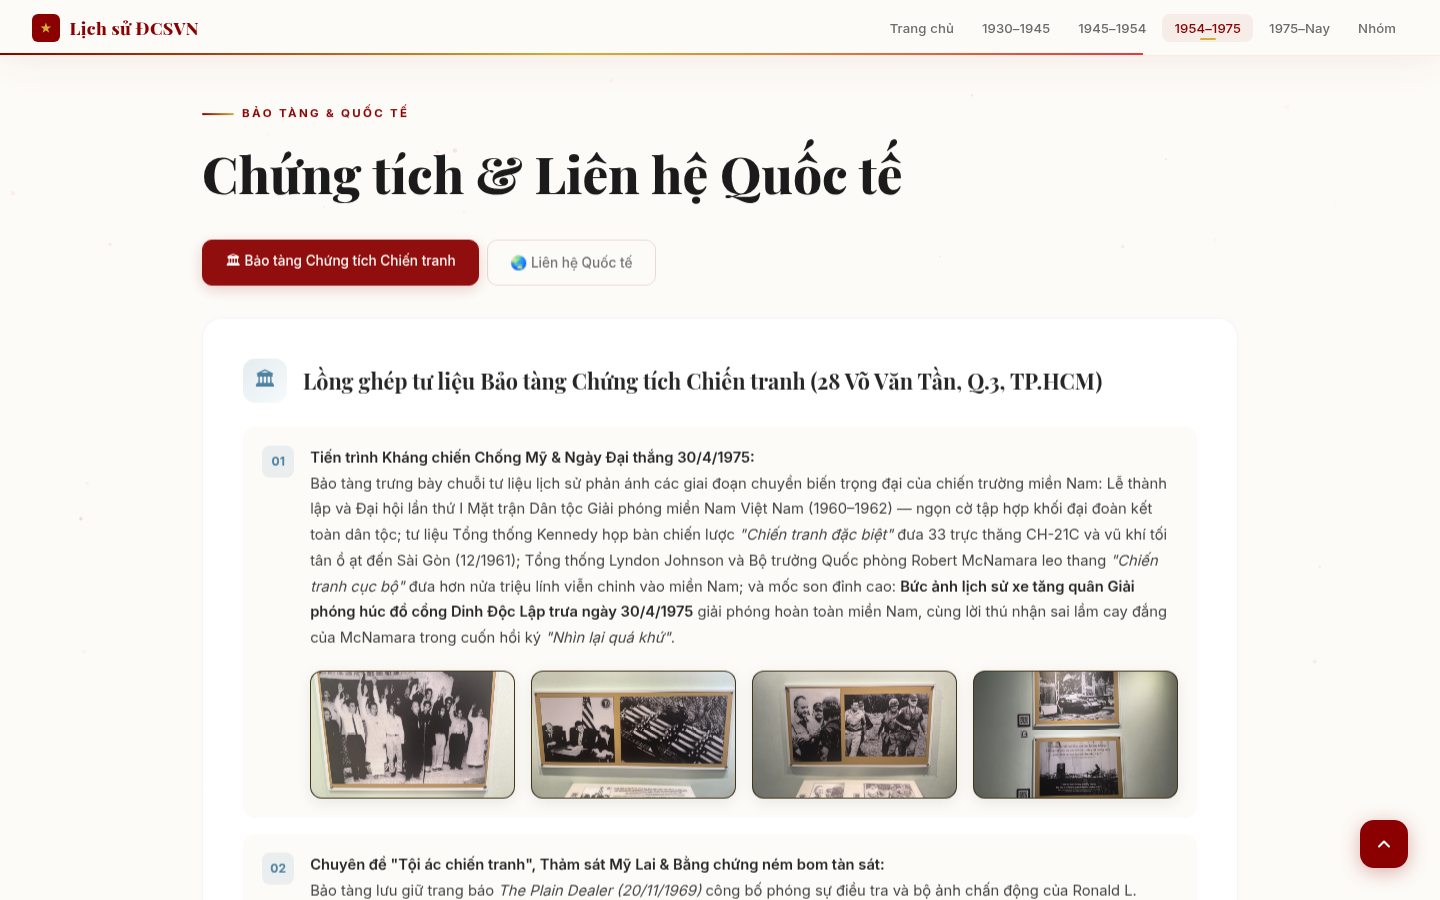 Lịch sử ĐCSVN
Trang chủ
1930–1945
1945–1954
1954–1975
1975–Nay
Nhóm
BẢO TÀNG & QUỐC TẾ
Chứng tích & Liên hệ Quốc tế
Bảo tàng Chứng tích Chiến tranh
Liên hệ Quốc tế
Lồng ghép tư liệu Bảo tàng Chứng tích Chiến tranh (28 Võ Văn Tần, Q.3, TP.HCM)
01
Tiến trình Kháng chiến Chống Mỹ & Ngày Đại thắng 30/4/1975:
Bảo tàng trưng bày chuỗi tư liệu lịch sử phản ánh các giai đoạn chuyển biến trọng đại của chiến trường miền Nam: Lễ thành
lập và Đại hội lần thứ I Mặt trận Dân tộc Giải phóng miền Nam Việt Nam (1960–1962) — ngọn cờ tập hợp khối đại đoàn kết
toàn dân tộc; tư liệu Tổng thống Kennedy họp bàn chiến lược "Chiến tranh đặc biệt" đưa 33 trực thăng CH-21C và vũ khí tối
tân ồ ạt đến Sài Gòn (12/1961); Tổng thống Lyndon Johnson và Bộ trưởng Quốc phòng Robert McNamara leo thang "Chiến
tranh cục bộ" đưa hơn nửa triệu lính viễn chinh vào miền Nam; và mốc son đỉnh cao: Bức ảnh lịch sử xe tăng quân Giải
phóng húc đổ cổng Dinh Độc Lập trưa ngày 30/4/1975 giải phóng hoàn toàn miền Nam, cùng lời thú nhận sai lầm cay đắng
của McNamara trong cuốn hồi ký "Nhìn lại quá khứ".
02
Chuyên đề "Tội ác chiến tranh", Thảm sát Mỹ Lai & Bằng chứng ném bom tàn sát:
Bảo tàng lưu giữ trang báo The Plain Dealer (20/11/1969) công bố phóng sự điều tra và bộ ảnh chấn động của Ronald L.